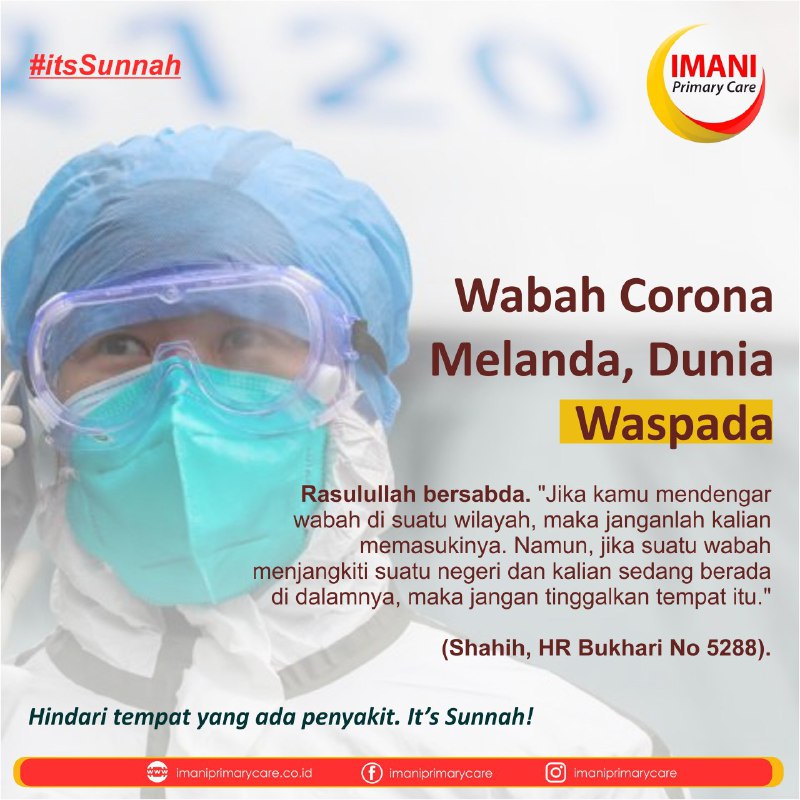 #itsSunnah
IMANI
Primary Care
Wabah Corona
Melanda, Dunia
Waspada
Rasulullah bersabda. "Jika kamu mendengar
wabah di suatu wilayah, maka janganlah kalian
memasukinya. Namun, jika suatu wabah
menjangkiti suatu negeri dan kalian sedang berada
di dalamnya, maka jangan tinggalkan tempat itu."
(Shahih, HR Bukhari No 5288).
Hindari tempat yang ada penyakit. It's Sunnah!
imaniprimarycare.co.id
imaniprimarycare
imaniprimarycare